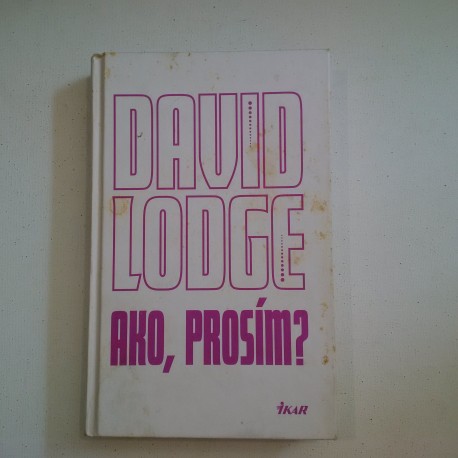 DAVID
LODGE
AKO, PROSÍM?
IKAR